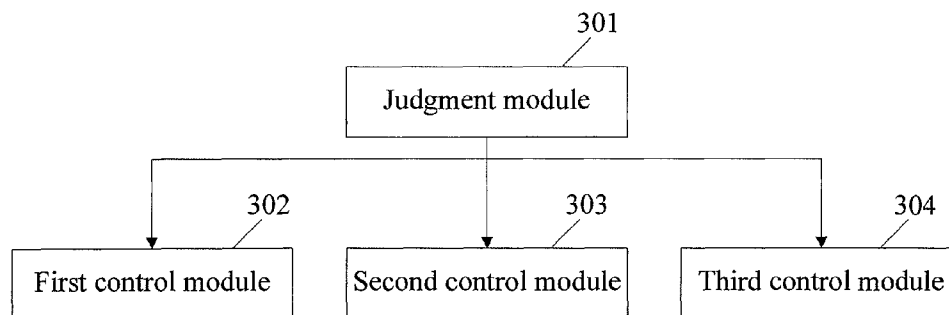 301
Judgment module
302
303
304
First control module
Second control module
Third control module